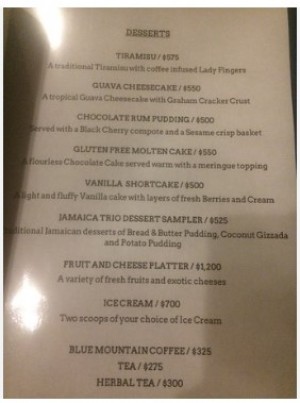 DESSERTS
TIRAMISU / $575
A traditional Tiramisu with coffee infused Lady Fingers
GUAVA CHEESECAKE / $550
A tropical Guava Cheesecake with Graham Cracker Crust
CHOCOLATE RUM PUDDING / $500
Served with a Black Cherry compote and a Sesame crisp basket
GLUTEN FREE MOLTEN CAKE / $550
A flourless Chocolate Cake served warm with a meringue topping
VANILLA SHORTCAKE / $500
light and fluffy Vanilla cake with layers of fresh Berries and Cream
JAMAICA TRIO DESSERT SAMPLER / $525
ditional Jamaican desserts of Bread & Butter Pudding, Coconut Gizzada
and Potato Pudding
FRUIT AND CHEESE PLATTER / $1,200
A variety of fresh fruits and exotic cheeses
ICE CREAM / $700
Two scoops of your choice of Ice Cream
BLUE MOUNTAIN COFFEE / $325
TEA / $275
HERBAL TEA / $300